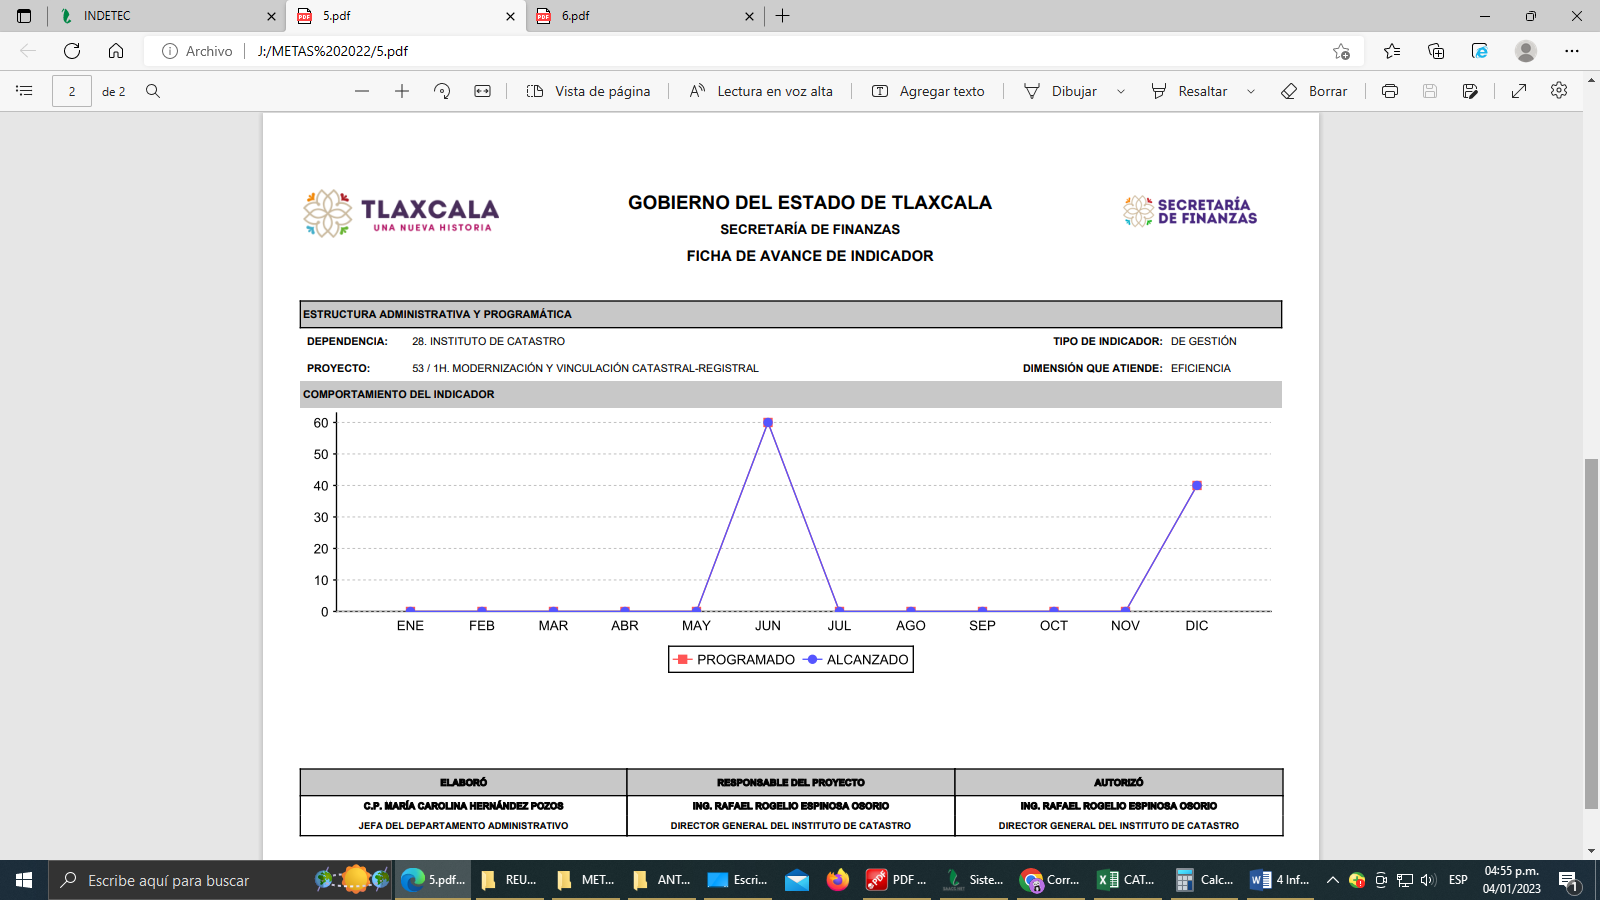 INDETEC
5.pdf
6.pdf
Archivo
J:/METAS%202022/5.pdf
2
de 2
Vista de página
Lectura en voz alta
Agregar texto
Dibujar
Resaltar
Borrar
TLAXCALA
UNA NUEVA HISTORIA
GOBIERNO DEL ESTADO DE TLAXCALA
SECRETARÍA DE FINANZAS
FICHA DE AVANCE DE INDICADOR
SECRETARÍA
DE FINANZAS
ESTRUCTURA ADMINISTRATIVA Y PROGRAMÁTICA
DEPENDENCIA: 28. INSTITUTO DE CATASTRO TIPO DE INDICADOR: DE GESTIÓN
PROYECTO: 53 / 1H. MODERNIZACIÓN Y VINCULACIÓN CATASTRAL-REGISTRAL DIMENSIÓN QUE ATIENDE: EFICIENCIA
COMPORTAMIENTO DEL INDICADOR
60
50
40
30
20
10
0
ENE FEB MAR ABR MAY JUN JUL AGO SEP OCT NOV DIC
PROGRAMADO ALCANZADO
ELABORÓ RESPONSABLE DEL PROYECTO AUTORIZÓ
C.P. MARÍA CAROLINA HERNÁNDEZ POZOS ING. RAFAEL ROGELIO ESPINOSA OSORIO ING. RAFAEL ROGELIO ESPINOSA OSORIO
JEFA DEL DEPARTAMENTO ADMINISTRATIVO DIRECTOR GENERAL DEL INSTITUTO DE CATASTRO DIRECTOR GENERAL DEL INSTITUTO DE CATASTRO
Escribe aquí para buscar
5.pdf...
REU...
MET...
ANT...
Escri...
PDF ...
Siste...
Corr...
CAT...
Calc...
4 Inf...
ESP
04:55 p.m.
04/01/2023
1